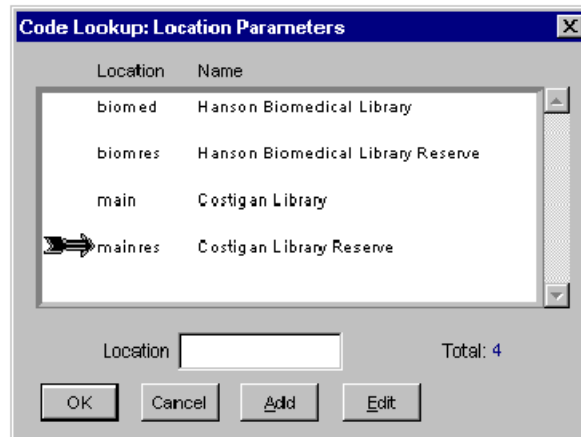 Code Lookup: Location Parmeters
Location Name
biomed Hanson Biomedical Library
biomres Hanson Biomedical Library Reserve
main Costigan Library
mainres Costigan Library Reserve
Location Total: 4
OK Cancel Add Edit